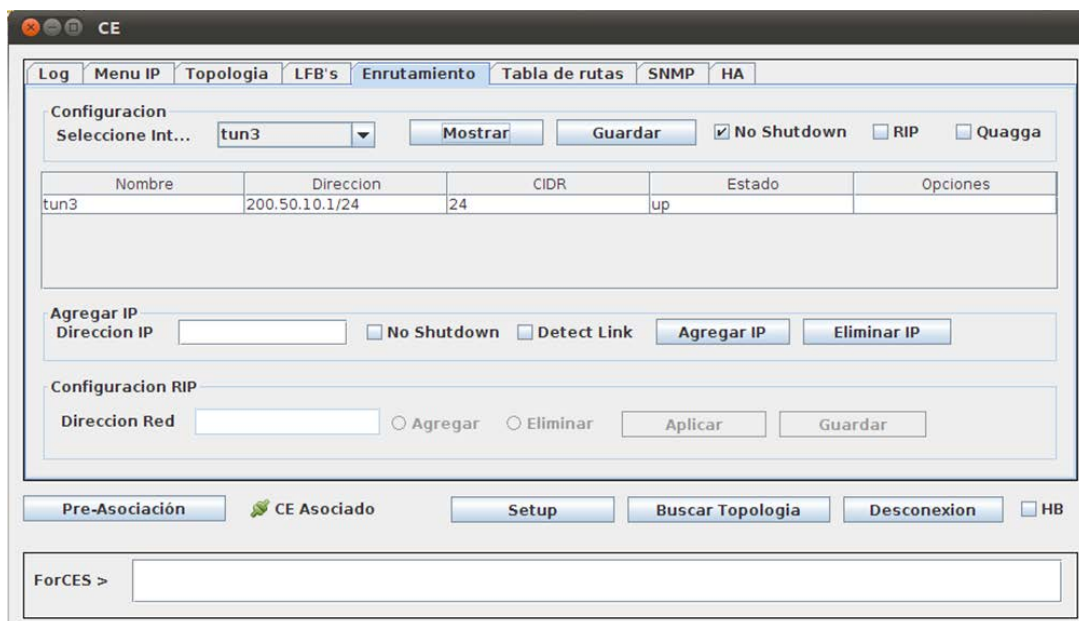 CE
Log Menu IP Topologia LFB's Enrutamiento Tabla de rutas SNMP HA
Configuracion
Seleccione Int... tun3 Mostrar Guardar No Shutdown RIP Quagga
Nombre Direccion CIDR Estado Opciones
tun3 200.50.10.1/24 24 up
Agregar IP
Direccion IP No Shutdown Detect Link Agregar IP Eliminar IP
Configuracion RIP
Direccion Red Agregar Eliminar Aplicar Guardar
Pre-Asociación CE Asociado Setup Buscar Topologia Desconexion HB
ForCES >